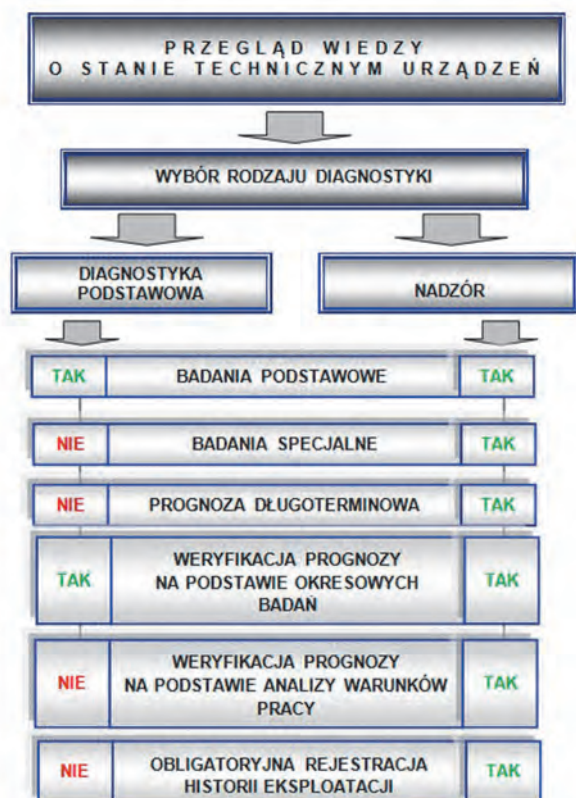 PRZEGLĄD WIEDZY
O STANIE TECHNICZNYM URZĄDZEŃ
WYBÓR RODZAJU DIAGNOSTYKI
DIAGNOSTYKA
PODSTAWOWA
NADZÓR
TAK BADANIA PODSTAWOWE TAK
NIE BADANIA SPECJALNE TAK
NIE PROGNOZA DŁUGOTERMINOWA TAK
WERYFIKACJA PROGNOZY
TAK NA PODSTAWIE OKRESOWYCH TAK
BADAŃ
WERYFIKACJA PROGNOZY
NIE NA PODSTAWIE ANALIZY WARUNKÓW TAK
PRACY
NIE OBLIGATORYJNA REJESTRACJA TAK
HISTORII EKSPLOATACJI